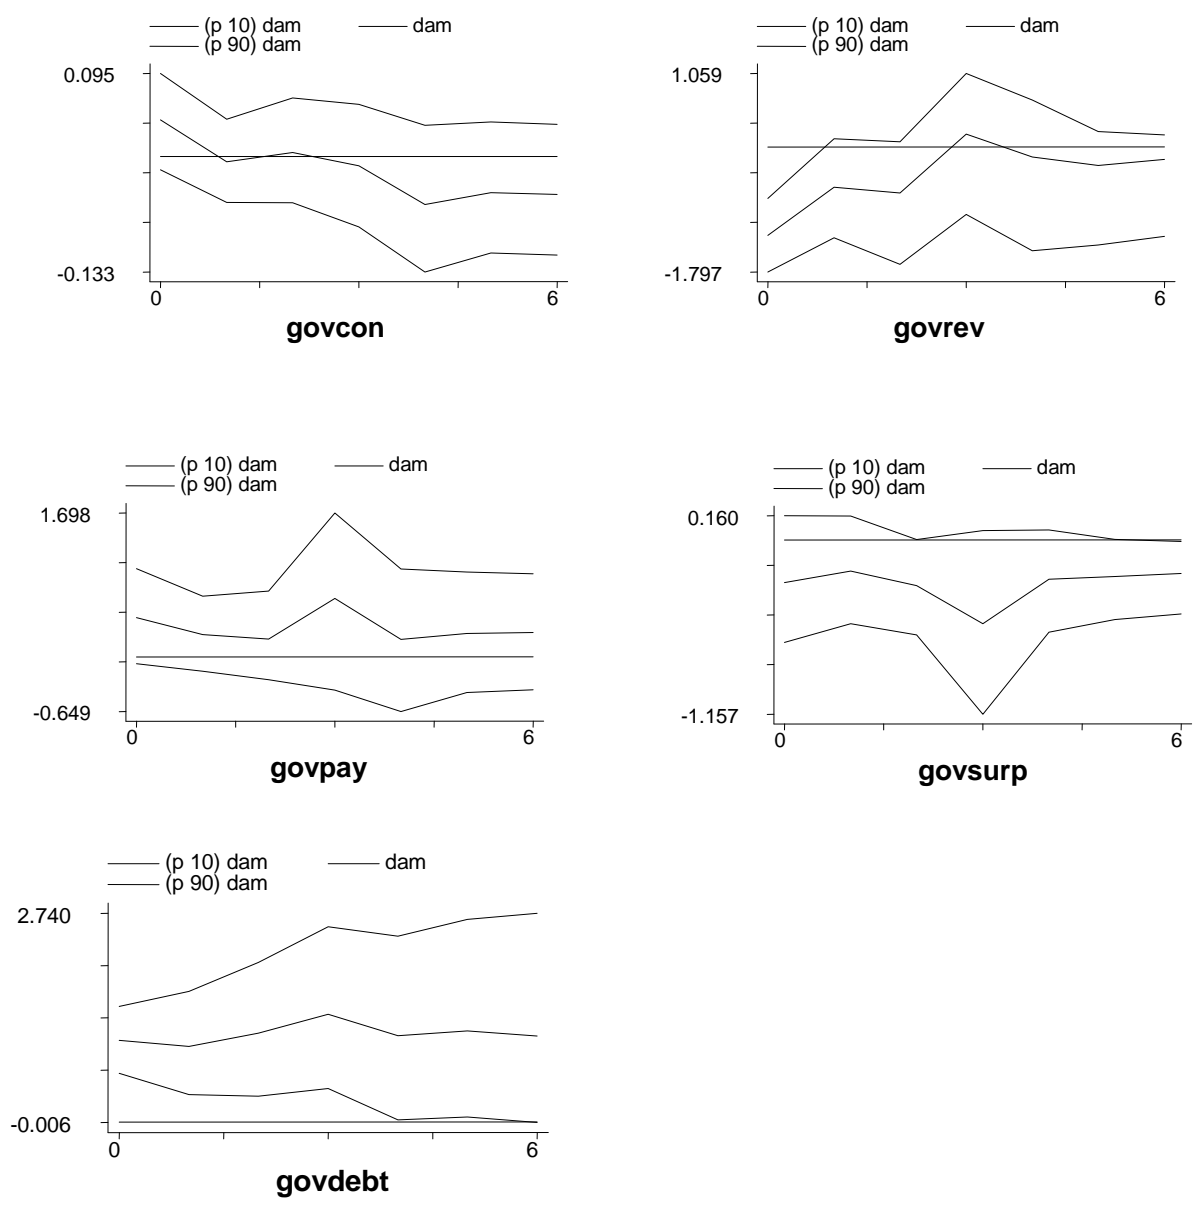 (p 10) dam dam
(p 90) dam
0.095
-0.133
0 6
govcon
(p 10) dam dam
(p 90) dam
1.059
-1.797
0 6
govrev
(p 10) dam dam
(p 90) dam
1.698
-0.649
0 6
govpay
(p 10) dam dam
(p 90) dam
0.160
-1.157
0 6
govsurp
(p 10) dam dam
(p 90) dam
2.740
-0.006
0 6
govdebt